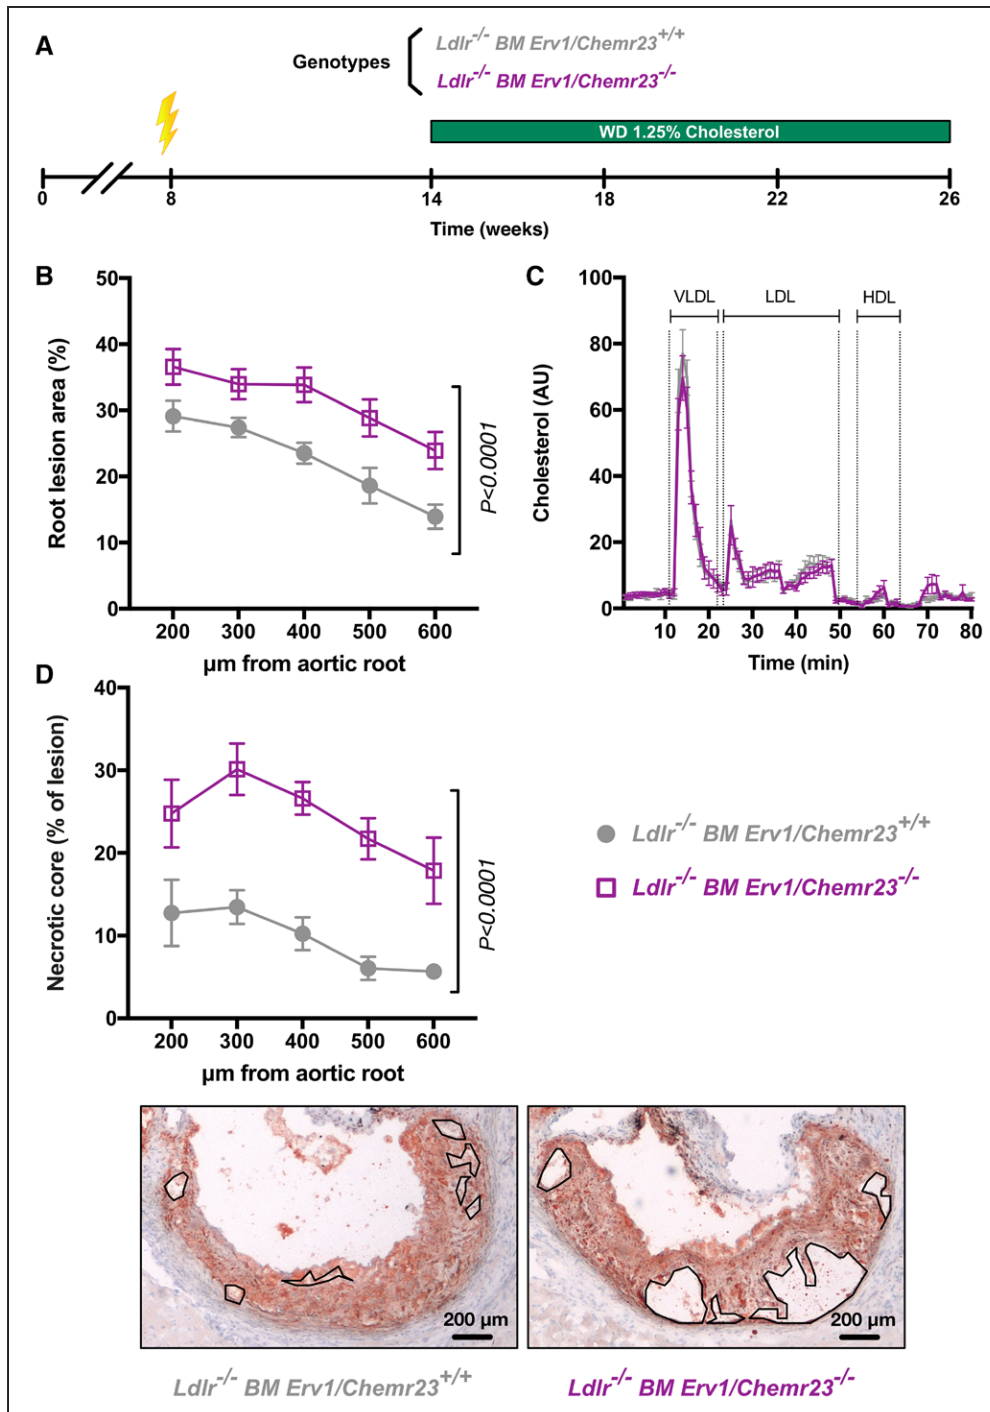 A
Genotypes
Ldlr-/- BM Erv1/Chemr23+/+
Ldlr-/- BM Erv1/Chemr23-/-
WD 1.25% Cholesterol
0 8 14 18 22 26
Time (weeks)
B
Root lesion area (%)
50
40
30
20
10
0
200 300 400 500 600
µm from aortic root
P<0.0001
C
Cholesterol (AU)
100
80
60
40
20
0
VLDL LDL HDL
10 20 30 40 50 60 70 80
Time (min)
D
Necrotic core (% of lesion)
40
30
20
10
0
200 300 400 500 600
µm from aortic root
P<0.0001
Ldlr-/- BM Erv1/Chemr23+/+
Ldlr-/- BM Erv1/Chemr23-/-
200 µm
200 µm
Ldlr-/- BM Erv1/Chemr23+/+
Ldlr-/- BM Erv1/Chemr23-/-